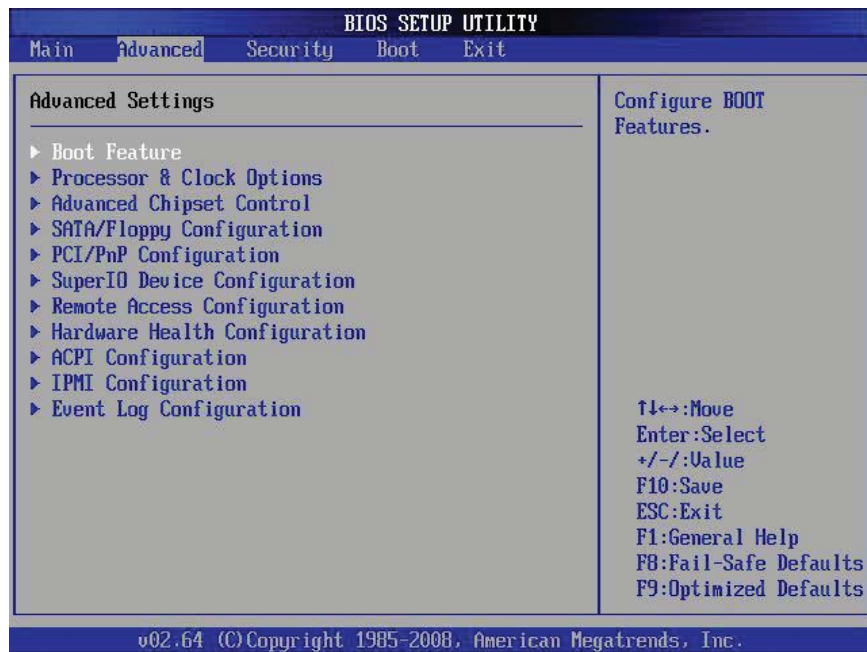 BIOS SETUP UTILITY
Main Advanced Security Boot Exit
Advanced Settings
▶ Boot Feature
▶ Processor & Clock Options
▶ Advanced Chipset Control
▶ SATA/Floppy Configuration
▶ PCI/PnP Configuration
▶ SuperIO Device Configuration
▶ Remote Access Configuration
▶ Hardware Health Configuration
▶ ACPI Configuration
▶ IPMI Configuration
▶ Event Log Configuration
Configure BOOT
Features.
↑↓←→:Move
Enter:Select
+/-/:Value
F10:Save
ESC:Exit
F1:General Help
F8:Fail-Safe Defaults
F9:Optimized Defaults
v02.64 (C)Copyright 1985-2008, American Megatrends, Inc.